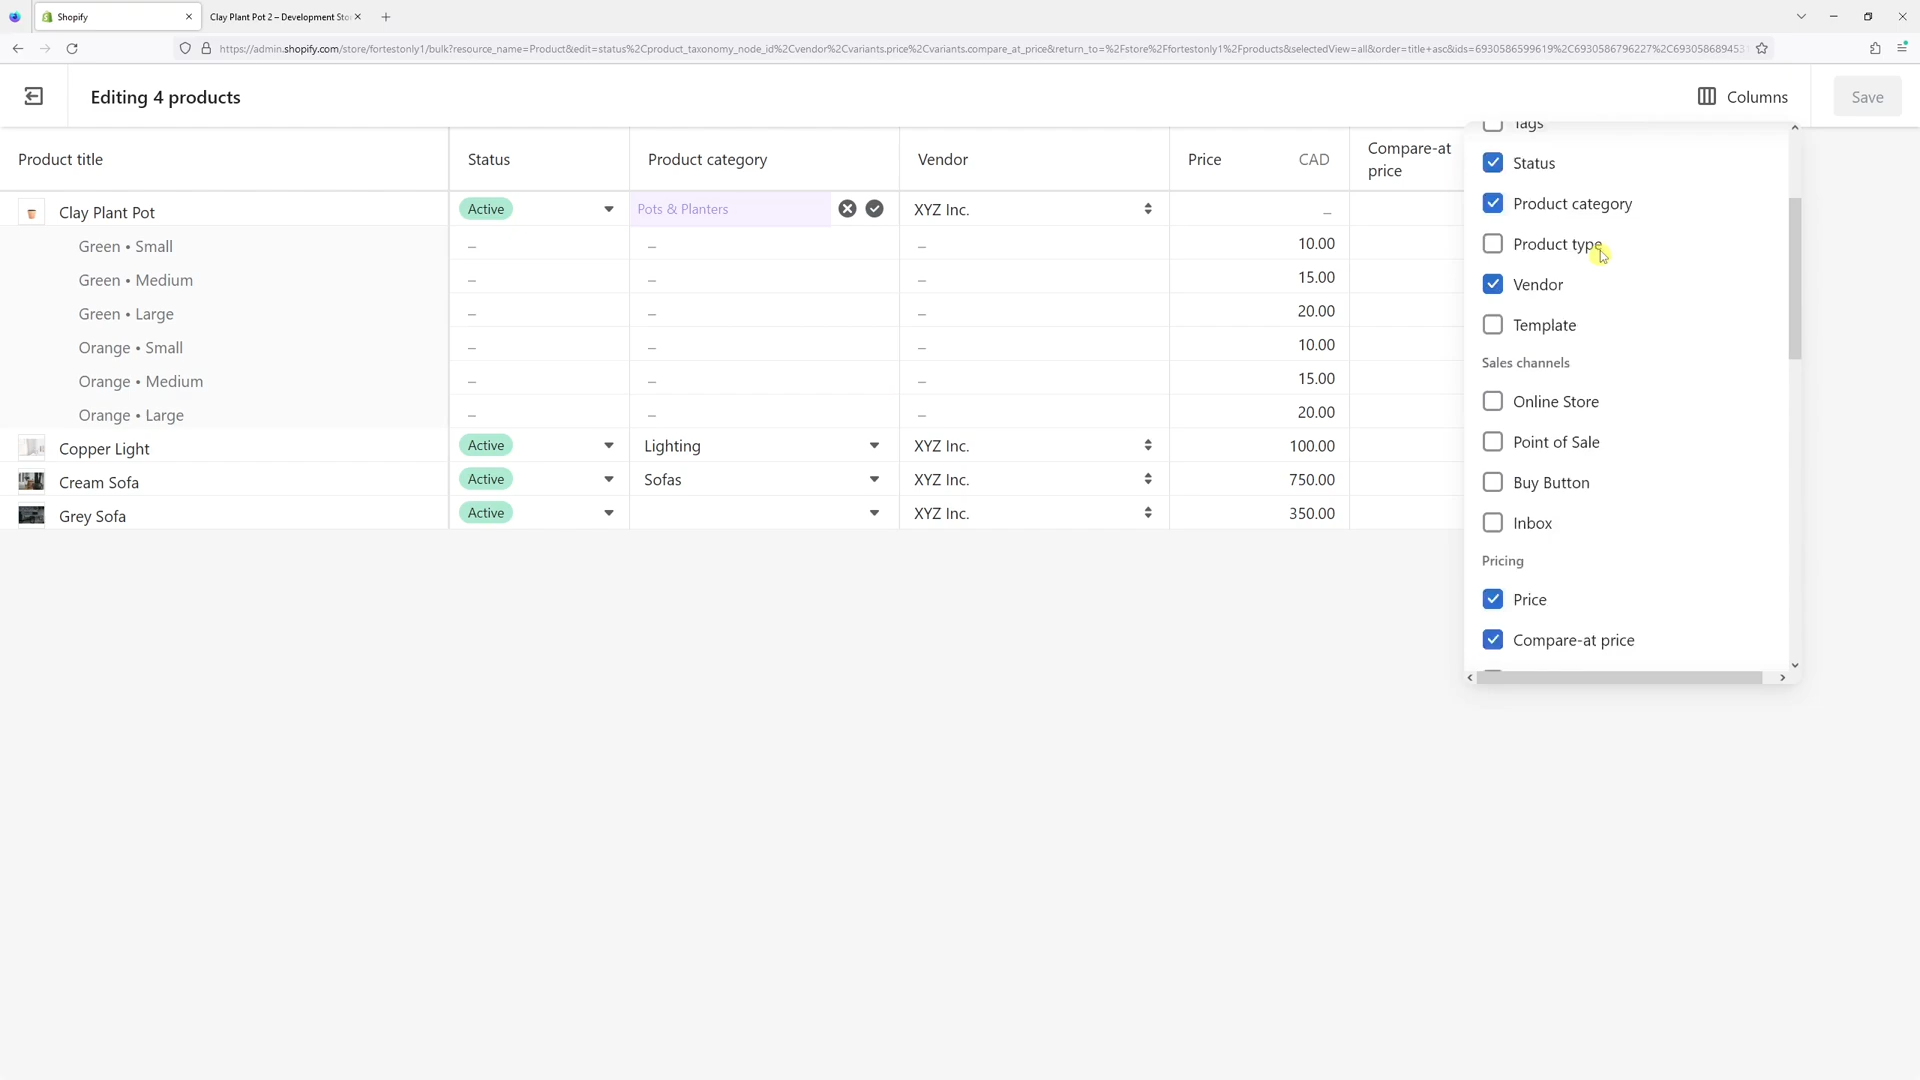 Shopify
Clay Plant Pot 2 – Development Sto
https://admin.shopify.com/store/fortestonly1/bulk?resource_name=Product&edit=status%2Cproduct_taxonomy_node_id%2Cvendor%2Cvariants.price%2Cvariants.compare_at_price&return_to=%2Fstore%2Ffortestonly1%2Fproducts&selectedView=all&order=title+asc&ids=6930586599619%2C6930586796227%2C693058689453
Editing 4 products
Columns
Save
Product title
Status
Product category
Vendor
Price
CAD
Compare-at
price
Clay Plant Pot
Active
Pots & Planters
XYZ Inc.
–
Green • Small
–
–
–
10.00
Green • Medium
–
–
–
15.00
Green • Large
–
–
–
20.00
Orange • Small
–
–
–
10.00
Orange • Medium
–
–
–
15.00
Orange • Large
–
–
–
20.00
Copper Light
Active
Lighting
XYZ Inc.
100.00
Cream Sofa
Active
Sofas
XYZ Inc.
750.00
Grey Sofa
Active
XYZ Inc.
350.00
Tags
Status
Product category
Product type
Vendor
Template
Sales channels
Online Store
Point of Sale
Buy Button
Inbox
Pricing
Price
Compare-at price